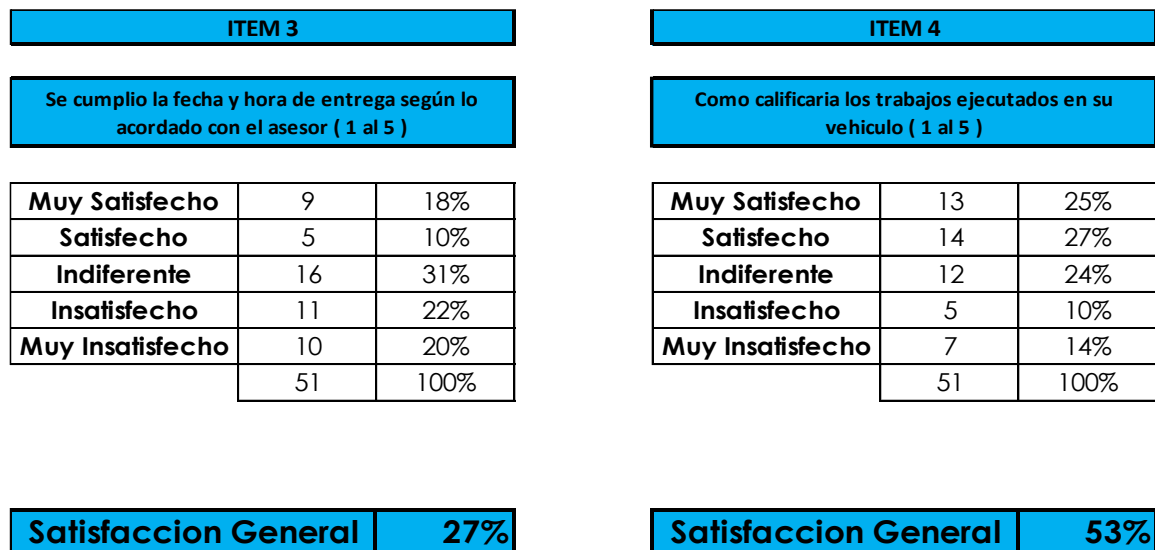 ITEM 3
Se cumplio la fecha y hora de entrega según lo
acordado con el asesor ( 1 al 5 )
Muy Satisfecho 9 18%
Satisfecho 5 10%
Indiferente 16 31%
Insatisfecho 11 22%
Muy Insatisfecho 10 20%
51 100%
Satisfaccion General 27%
ITEM 4
Como calificaria los trabajos ejecutados en su
vehiculo ( 1 al 5 )
Muy Satisfecho 13 25%
Satisfecho 14 27%
Indiferente 12 24%
Insatisfecho 5 10%
Muy Insatisfecho 7 14%
51 100%
Satisfaccion General 53%